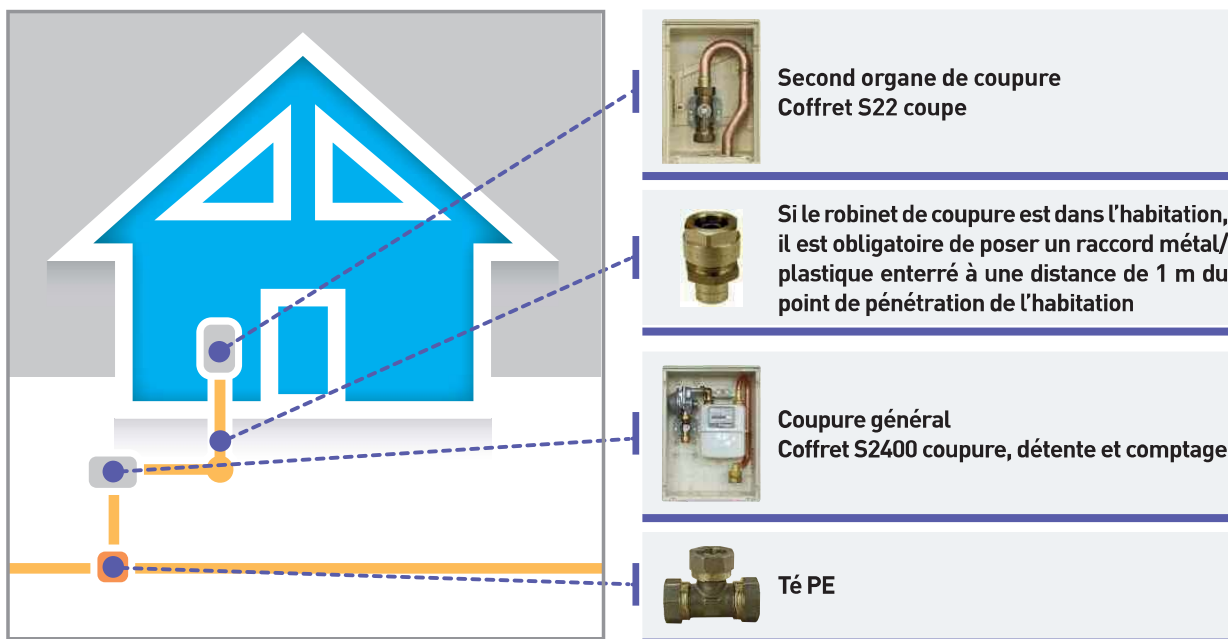 Second organe de coupure
Coffret S22 coupe
Si le robinet de coupure est dans l'habitation,
il est obligatoire de poser un raccord métal/
plastique enterré à une distance de 1 m du
point de pénétration de l'habitation
Coupure général
Coffret S2400 coupure, détente et comptage
Té PE